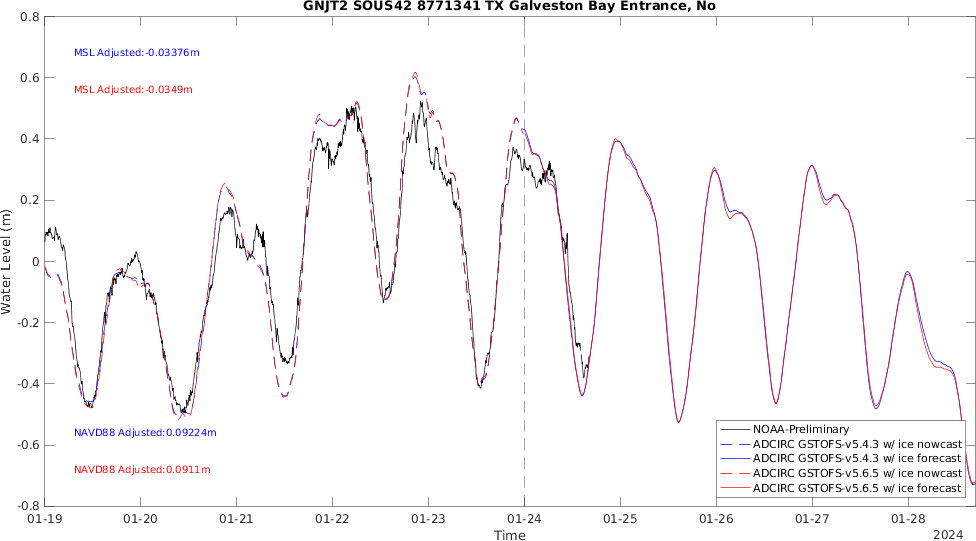 GNJT2 SOUS42 8771341 TX Galveston Bay Entrance, No
0.8
0.6
0.4
0.2
0
-0.2
-0.4
-0.6
-0.8
Water Level (m)
MSL Adjusted:-0.03376m
MSL Adjusted:-0.0349m
NAVD88 Adjusted:0.09224m
NAVD88 Adjusted:0.0911m
NOAA-Preliminary
ADCIRC GSTOFS-v5.4.3 w/ ice nowcast
ADCIRC GSTOFS-v5.4.3 w/ ice forecast
ADCIRC GSTOFS-v5.6.5 w/ ice nowcast
ADCIRC GSTOFS-v5.6.5 w/ ice forecast
01-19 01-20 01-21 01-22 01-23 01-24 01-25 01-26 01-27 01-28
Time
2024